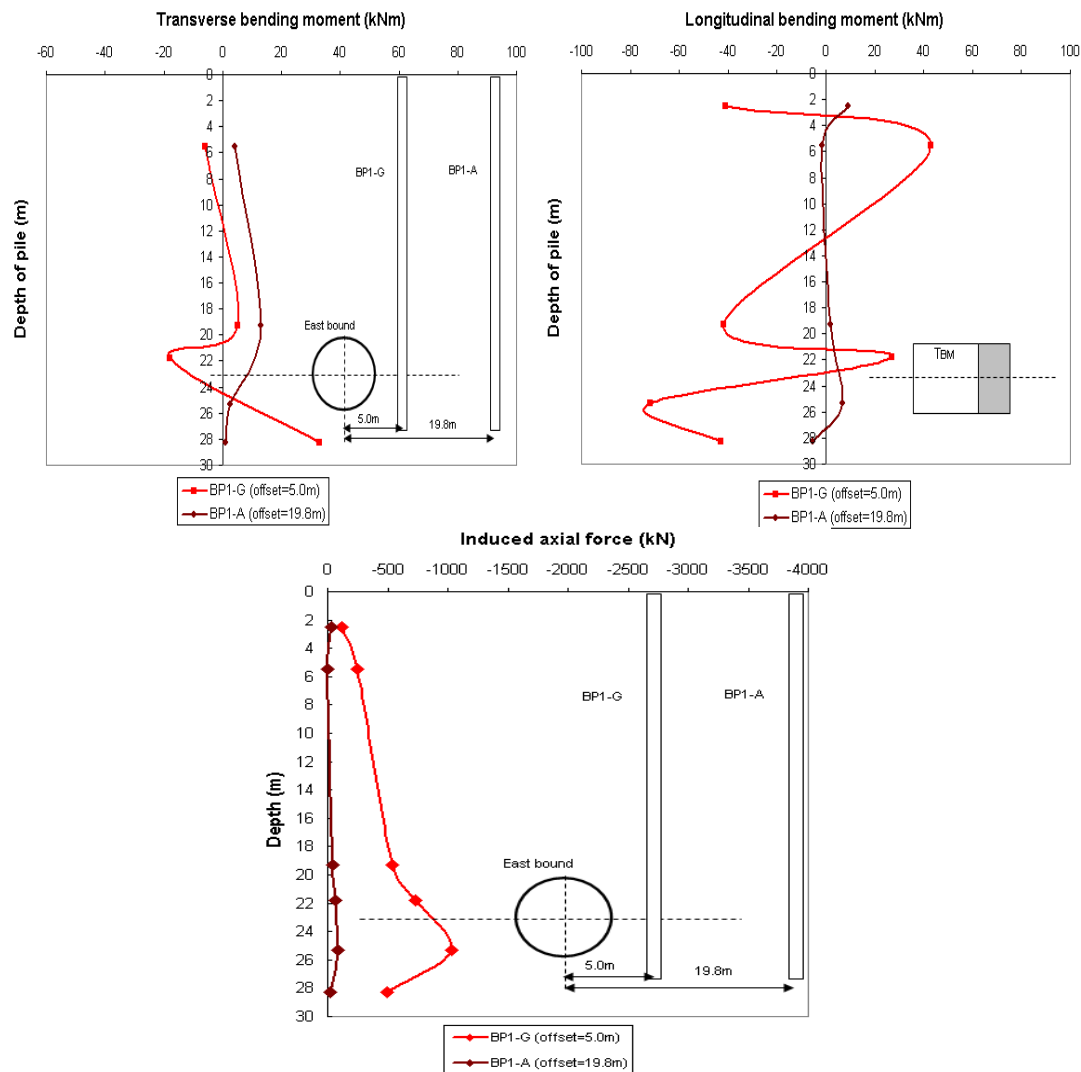 Transverse bending moment (kNm)
-60 -40 -20 0 20 40 60 80 100
Depth of pile (m)
0
2
4
6
8
10
12
14
16
18
20
22
24
26
28
30
BP1-G
BP1-A
East bound
5.0m
19.8m
BP1-G (offset=5.0m)
BP1-A (offset=19.8m)
Longitudinal bending moment (kNm)
-100 -80 -60 -40 -20 0 20 40 60 80 100
Depth of pile (m)
0
2
4
6
8
10
12
14
16
18
20
22
24
26
28
30
TBM
BP1-G (offset=5.0m)
BP1-A (offset=19.8m)
Induced axial force (kN)
0 -500 -1000 -1500 -2000 -2500 -3000 -3500 -4000
Depth (m)
0
2
4
6
8
10
12
14
16
18
20
22
24
26
28
30
BP1-G
BP1-A
East bound
5.0m
19.8m
BP1-G (offset=5.0m)
BP1-A (offset=19.8m)